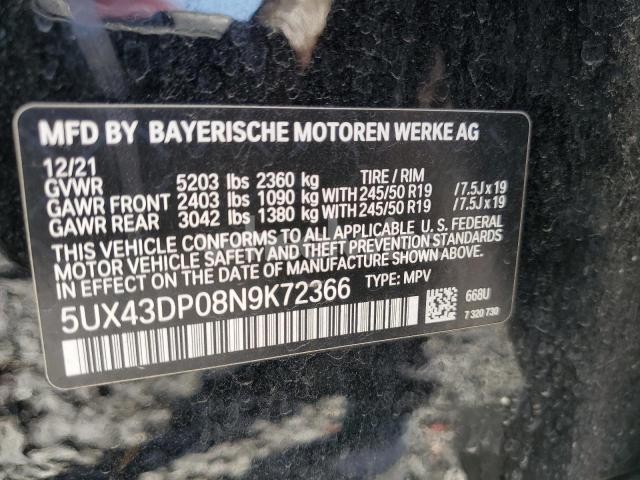 MFD BY BAYERISCHE MOTOREN WERKE AG
12/21
GVWR 5203 lbs 2360 kg TIRE / RIM
GAWR FRONT 2403 lbs 1090 kg WITH 245/50 R19 /7.5J x 19
GAWR REAR 3042 lbs 1380 kg WITH 245/50 R19 /7.5J x 19
THIS VEHICLE CONFORMS TO ALL APPLICABLE U. S. FEDERAL
MOTOR VEHICLE SAFETY AND THEFT PREVENTION STANDARDS
IN EFFECT ON THE DATE OF MANUFACTURE SHOWN ABOVE.
5UX43DP08N9K72366 TYPE: MPV
668U
7 320 730